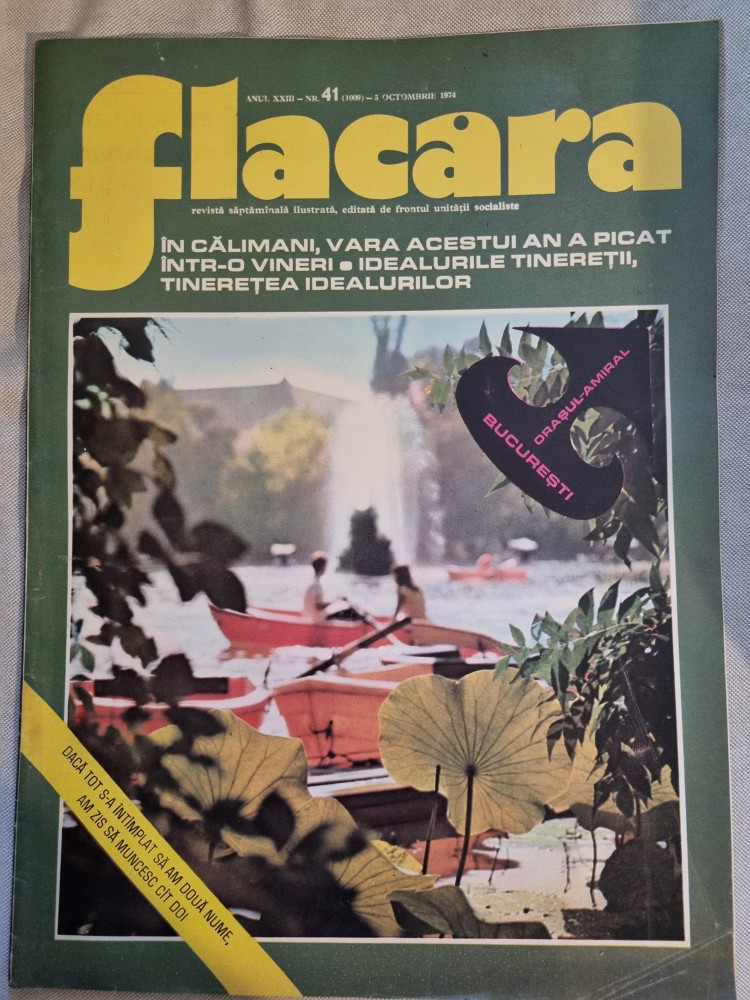 ANUL XXIII – NR. 41 (1009) – 5 OCTOMBRIE 1974
flacara
revistă săptămînală ilustrată, editată de frontul unității socialiste
ÎN CĂLIMANI, VARA ACESTUI AN A PICAT
ÎNTR-O VINERI • IDEALURILE TINEREȚII,
TINEREȚEA IDEALURILOR
ORAȘUL-AMIRAL
BUCUREȘTI
DACĂ TOT S-A ÎNTÎMPLAT SĂ AM DOUĂ NUME,
AM ZIS SĂ MUNCESC CÎT DOI